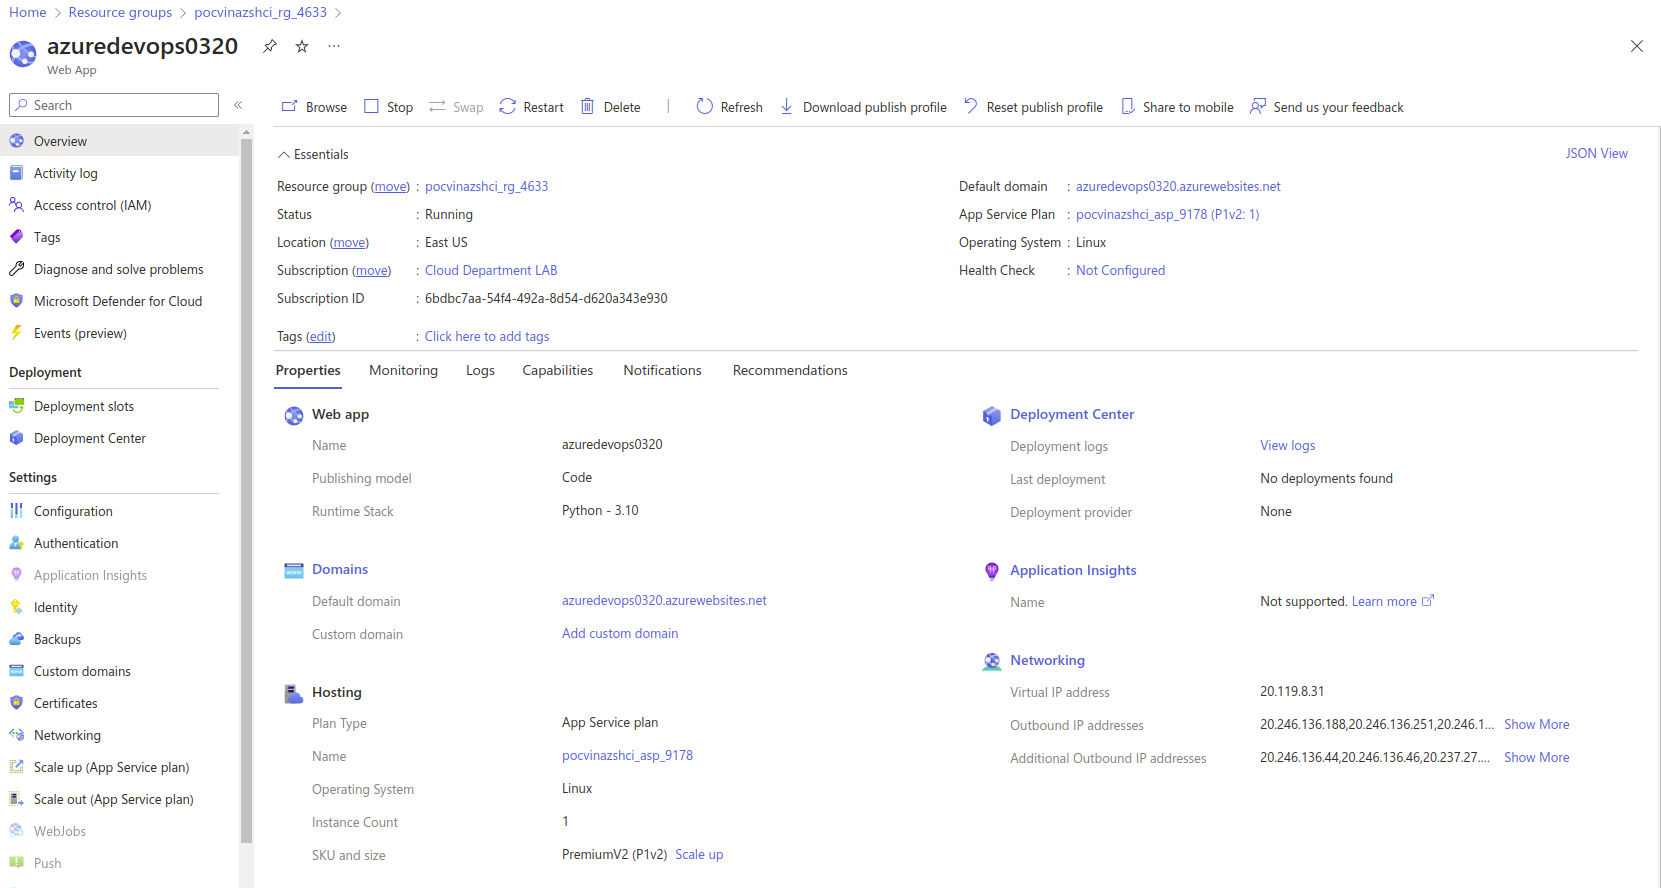 Home > Resource groups > pocvinazshci_rg_4633 >
azuredevops0320
Web App
Search
Browse Stop Swap Restart Delete Refresh Download publish profile Reset publish profile Share to mobile Send us your feedback
Overview
Activity log
Access control (IAM)
Tags
Diagnose and solve problems
Microsoft Defender for Cloud
Events (preview)
Deployment
Deployment slots
Deployment Center
Settings
Configuration
Authentication
Application Insights
Identity
Backups
Custom domains
Certificates
Networking
Scale up (App Service plan)
Scale out (App Service plan)
WebJobs
Push
Essentials
JSON View
Resource group (move) : pocvinazshci_rg_4633
Status : Running
Location (move) : East US
Subscription (move) : Cloud Department LAB
Subscription ID : 6bdbc7aa-54f4-492a-8d54-d620a343e930
Tags (edit) : Click here to add tags
Default domain : azuredevops0320.azurewebsites.net
App Service Plan : pocvinazshci_asp_9178 (P1v2: 1)
Operating System : Linux
Health Check : Not Configured
Properties Monitoring Logs Capabilities Notifications Recommendations
Web app
Name azuredevops0320
Publishing model Code
Runtime Stack Python - 3.10
Domains
Default domain azuredevops0320.azurewebsites.net
Custom domain Add custom domain
Hosting
Plan Type App Service plan
Name pocvinazshci_asp_9178
Operating System Linux
Instance Count 1
SKU and size PremiumV2 (P1v2) Scale up
Deployment Center
Deployment logs View logs
Last deployment No deployments found
Deployment provider None
Application Insights
Name Not supported. Learn more
Networking
Virtual IP address 20.119.8.31
Outbound IP addresses 20.246.136.188,20.246.136.251,20.246.1... Show More
Additional Outbound IP addresses 20.246.136.44,20.246.136.46,20.237.27.... Show More